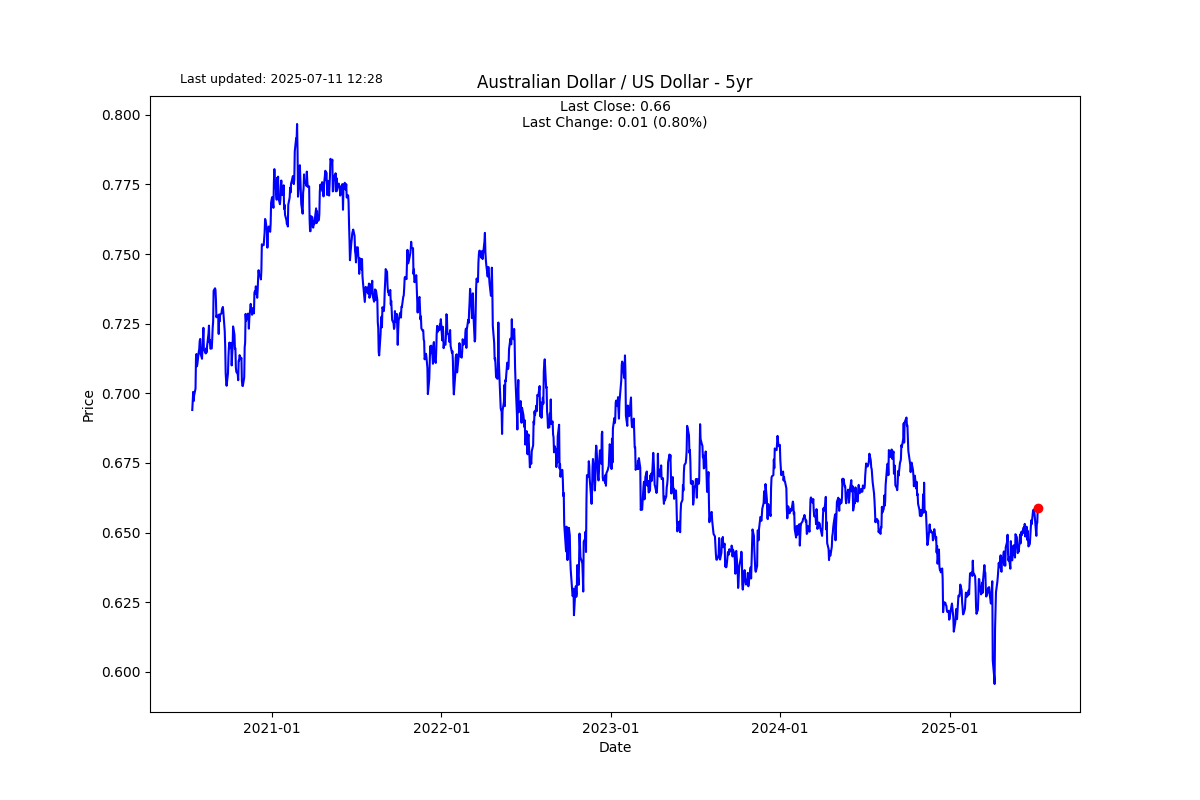 Last updated: 2025-07-11 12:28
Australian Dollar / US Dollar - 5yr
Last Close: 0.66
Last Change: 0.01 (0.80%)
0.800
0.775
0.750
0.725
0.700
0.675
0.650
0.625
0.600
Price
2021-01
2022-01
2023-01
2024-01
2025-01
Date